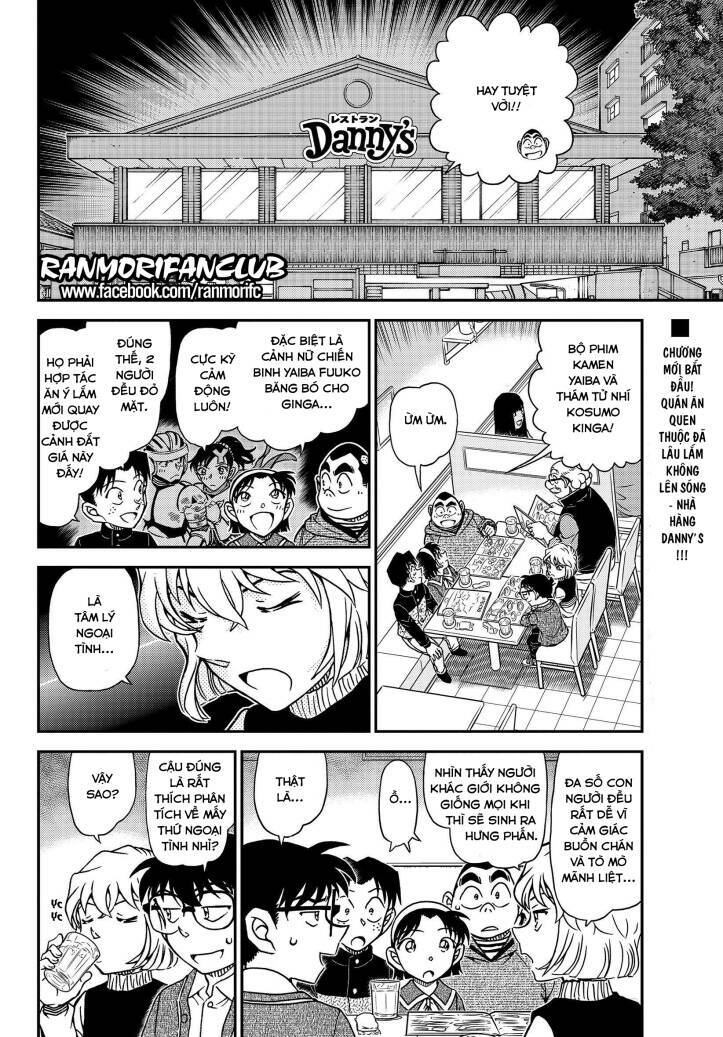 HAY TUYỆT
VỜI!!
レストラン
Danny's
RANMORIFANCLUB
www.facebook.com/ranmorifc
CHƯƠNG
MỚI BẮT
ĐẦU!
QUÁN ĂN
QUEN
THUỘC ĐÃ
LÂU LẮM
KHÔNG
LÊN SÓNG
- NHÀ
HÀNG
DANNY'S
!!!
BỘ PHIM
KAMEN
YAIBA VÀ
THÁM TỬ NHÍ
KOSUMO
KINGA!
ỪM ỪM.
ĐẶC BIỆT LÀ
CẢNH NỮ CHIẾN
BINH YAIBA FUUKO
BĂNG BÓ CHO
GINGA...
CỰC KỲ
CẢM
ĐỘNG
LUÔN!
ĐÚNG
THẾ, 2
NGƯỜI
ĐỀU ĐỎ
MẶT.
HỌ PHẢI
HỢP TÁC
ĂN Ý LẮM
MỚI QUAY
ĐƯỢC
CẢNH ĐẮT
GIÁ NÀY
ĐẤY!
LÀ
TÂM LÝ
NGOẠI
TÌNH...
ĐA SỐ CON
NGƯỜI ĐỀU
RẤT DỄ VÌ
CẢM GIÁC
BUỒN CHÁN
VÀ TÒ MÒ
MÃNH LIỆT...
NHÌN THẤY NGƯỜI
KHÁC GIỚI KHÔNG
GIỐNG MỌI KHI
THÌ SẼ SINH RA
HƯNG PHẤN.
Ồ...
THẬT
LÀ...
CẬU ĐÚNG
LÀ RẤT
THÍCH PHÂN
TÍCH VỀ MẤY
THỨ NGOẠI
TÌNH NHỈ?
VẬY
SAO?
ỰC
ỰC